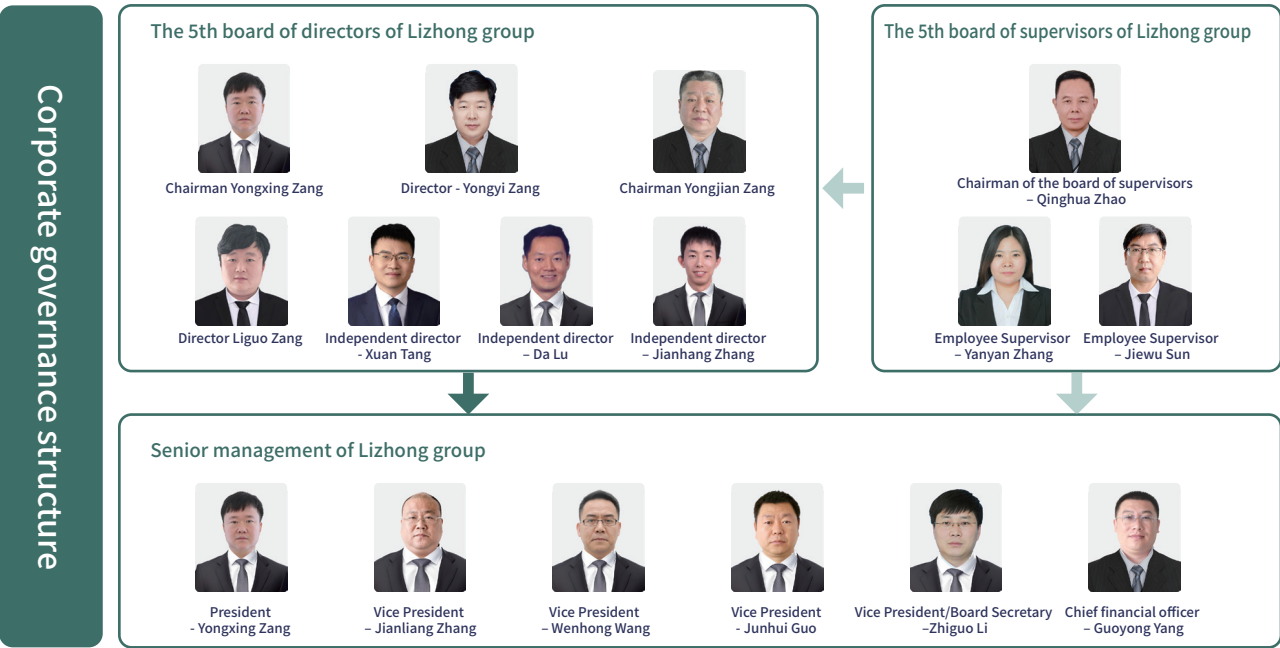 Corporate governance structure
The 5th board of directors of Lizhong group
Chairman Yongxing Zang
Director - Yongyi Zang
Chairman Yongjian Zang
Director Liguo Zang
Independent director
- Xuan Tang
Independent director
– Da Lu
Independent director
– Jianhang Zhang
The 5th board of supervisors of Lizhong group
Chairman of the board of supervisors
– Qinghua Zhao
Employee Supervisor
– Yanyan Zhang
Employee Supervisor
– Jiewu Sun
Senior management of Lizhong group
President
- Yongxing Zang
Vice President
– Jianliang Zhang
Vice President
– Wenhong Wang
Vice President
- Junhui Guo
Vice President/Board Secretary
–Zhiguo Li
Chief financial officer
– Guoyong Yang